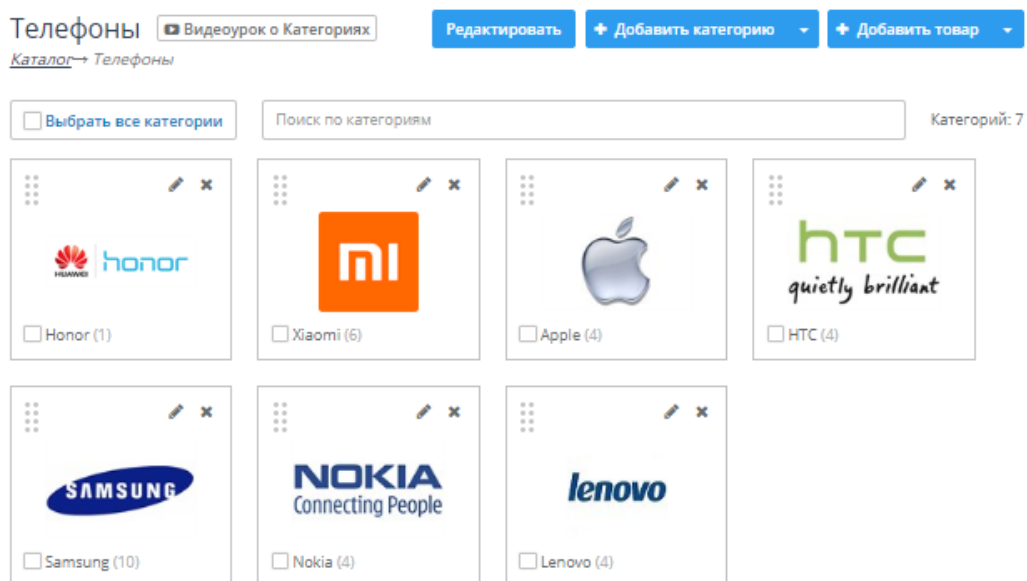 Телефоны
Видеоурок о Категориях
Редактировать
Добавить категорию
Добавить товар
Каталог→ Телефоны
Выбрать все категории
Поиск по категориям
Категорий: 7
HUAWEI honor
mi
hTC
quietly brilliant
Honor (1)
Xiaomi (6)
Apple (4)
HTC (4)
SAMSUNG
NOKIA
Connecting People
lenovo
Samsung (10)
Nokia (4)
Lenovo (4)